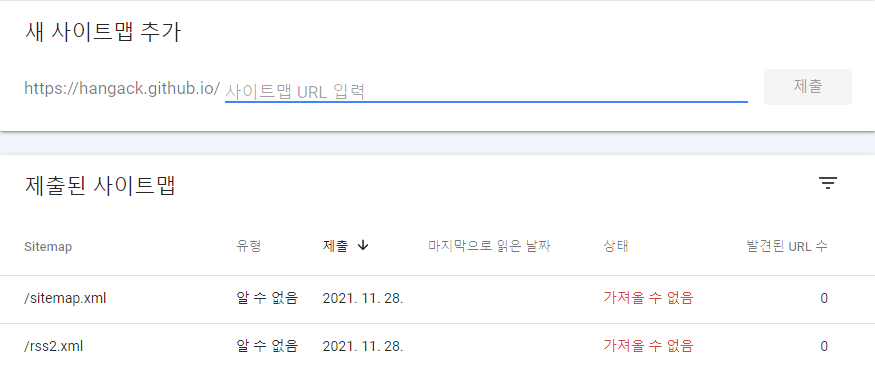 새 사이트맵 추가
https://hangack.github.io/ 사이트맵 URL 입력 제출
제출된 사이트맵
Sitemap 유형 제출 마지막으로 읽은 날짜 상태 발견된 URL 수
/sitemap.xml 알 수 없음 2021. 11. 28. 가져올 수 없음 0
/rss2.xml 알 수 없음 2021. 11. 28. 가져올 수 없음 0